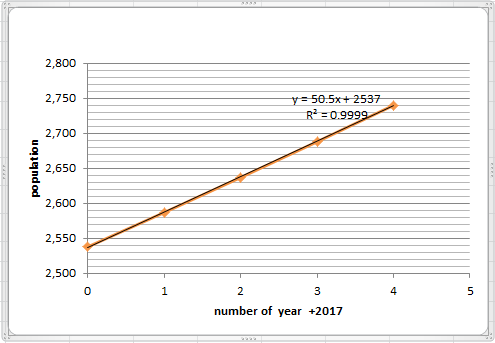 2,800
2,750
2,700
2,650
2,600
2,550
2,500
population
y = 50.5x + 2537
R² = 0.9999
0 1 2 3 4 5
number of year +2017